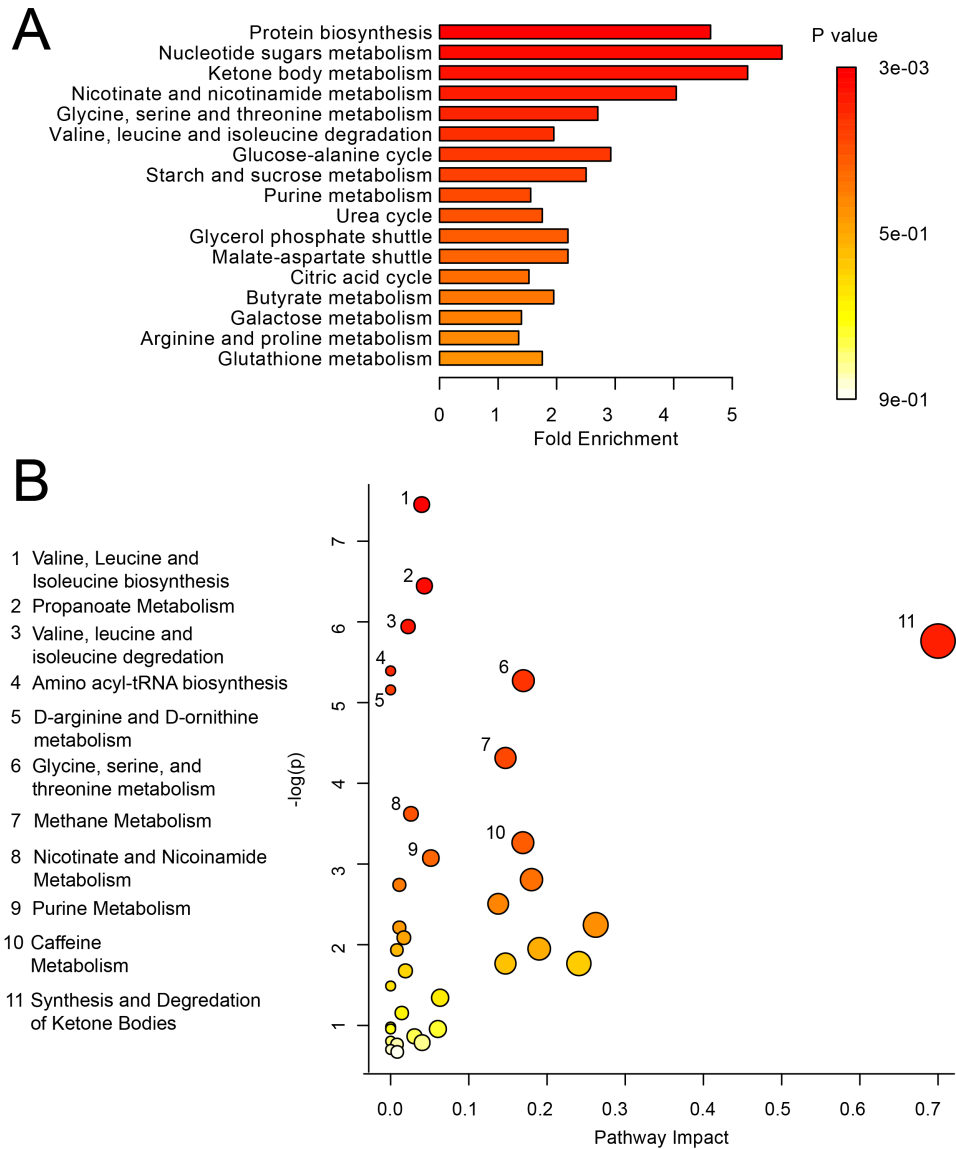 A
P value
Protein biosynthesis
Nucleotide sugars metabolism
Ketone body metabolism
Nicotinate and nicotinamide metabolism
Glycine, serine and threonine metabolism
Valine, leucine and isoleucine degradation
Glucose-alanine cycle
Starch and sucrose metabolism
Purine metabolism
Urea cycle
Glycerol phosphate shuttle
Malate-aspartate shuttle
Citric acid cycle
Butyrate metabolism
Galactose metabolism
Arginine and proline metabolism
Glutathione metabolism
0 1 2 3 4 5
Fold Enrichment
3e-03
5e-01
9e-01
B
1 Valine, Leucine and
Isoleucine biosynthesis
2 Propanoate Metabolism
3 Valine, leucine and
isoleucine degredation
4 Amino acyl-tRNA biosynthesis
5 D-arginine and D-ornithine
metabolism
6 Glycine, serine, and
threonine metabolism
7 Methane Metabolism
8 Nicotinate and Nicoinamide
Metabolism
9 Purine Metabolism
10 Caffeine
Metabolism
11 Synthesis and Degredation
of Ketone Bodies
-log(p)
7
6
5
4
3
2
1
1
2
3
4
5
6
7
8
9
10
11
0.0 0.1 0.2 0.3 0.4 0.5 0.6 0.7
Pathway Impact